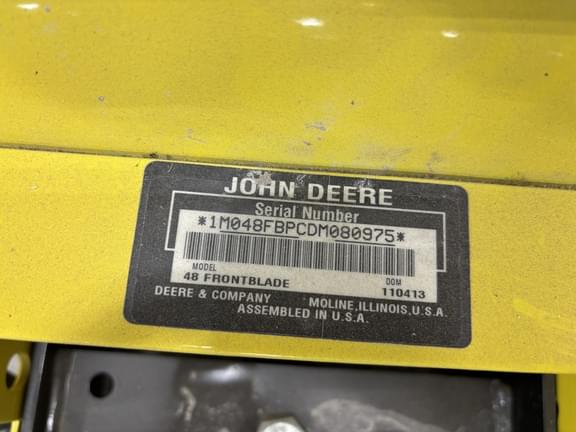 JOHN DEERE
Serial Number
*1M048FBPCDM080975*
MODEL DOM
48 FRONTBLADE 110413
DEERE & COMPANY MOLINE, ILLINOIS, U.S.A.
ASSEMBLED IN U.S.A.